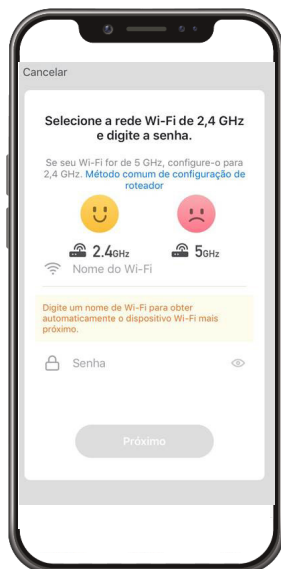 Cancelar
Selecione a rede Wi-Fi de 2,4 GHz
e digite a senha.
Se seu Wi-Fi for de 5 GHz, configure-o para
2,4 GHz. Método comum de configuração de
roteador
2.4GHz
5GHz
Nome do Wi-Fi
Digite um nome de Wi-Fi para obter
automaticamente o dispositivo Wi-Fi mais
próximo.
Senha
Próximo